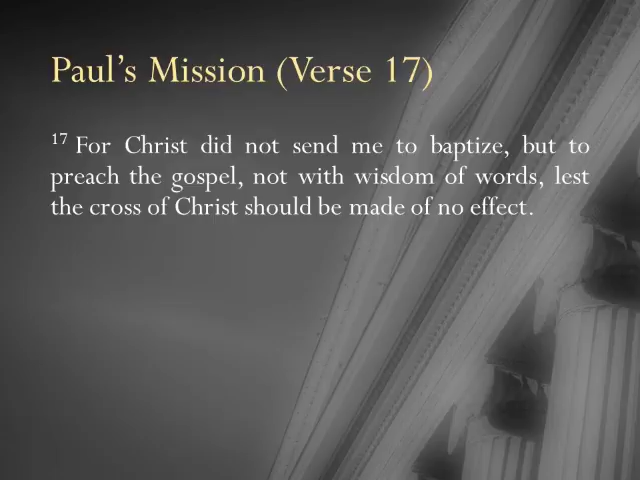 Paul’s Mission (Verse 17)
17 For Christ did not send me to baptize, but to
preach the gospel, not with wisdom of words, lest
the cross of Christ should be made of no effect.